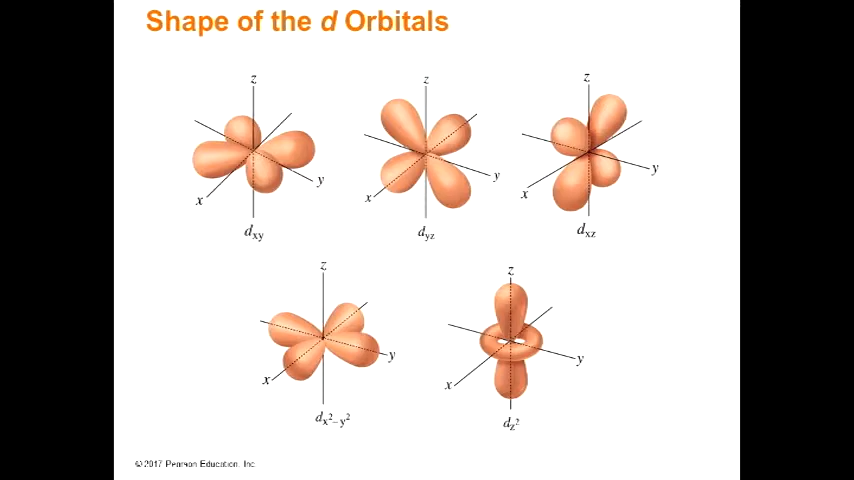 Shape of the d Orbitals
z
z
z
y
y
y
x
x
x
dxy
dyz
dxz
z
z
y
y
x
x
dx²−y²
dz²
© 2017 Pearson Education, Inc